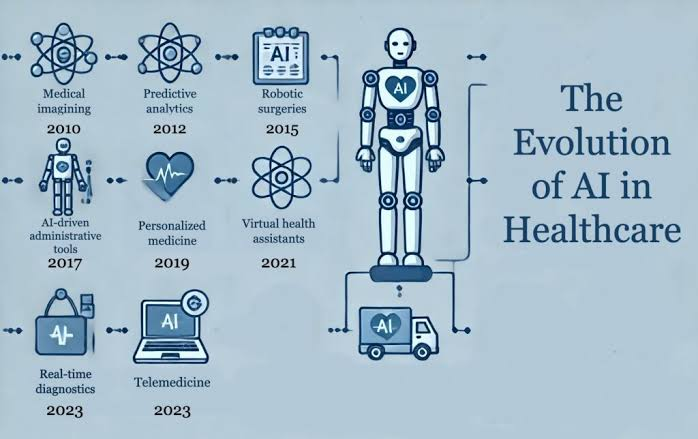 Medical
imagining
2010
Predictive
analytics
2012
AI
Robotic
surgeries
2015
AI-driven
administrative
tools
2017
Personalized
medicine
2019
Virtual health
assistants
2021
Real-time
diagnostics
2023
AI
Telemedicine
2023
AI
AI
The
Evolution
of AI in
Healthcare